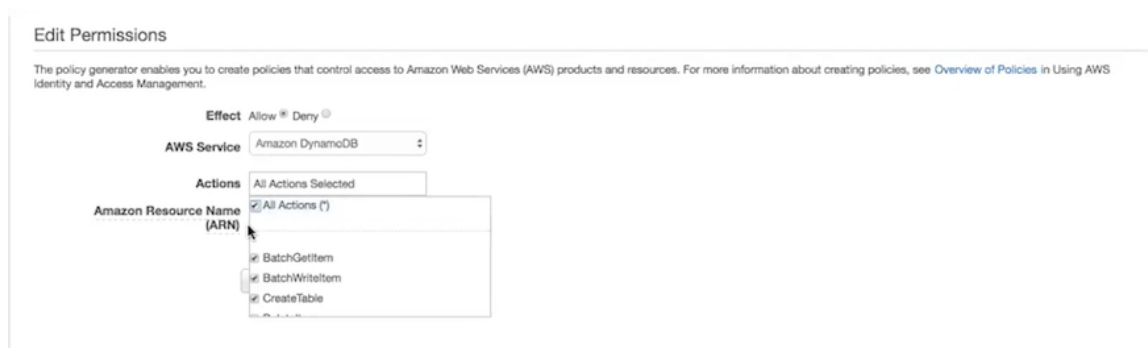 Edit Permissions
The policy generator enables you to create policies that control access to Amazon Web Services (AWS) products and resources. For more information about creating policies, see Overview of Policies in Using AWS
Identity and Access Management.
Effect Allow Deny
AWS Service Amazon DynamoDB
Actions All Actions Selected
Amazon Resource Name All Actions (*)
(ARN)
BatchGetItem
BatchWriteItem
CreateTable